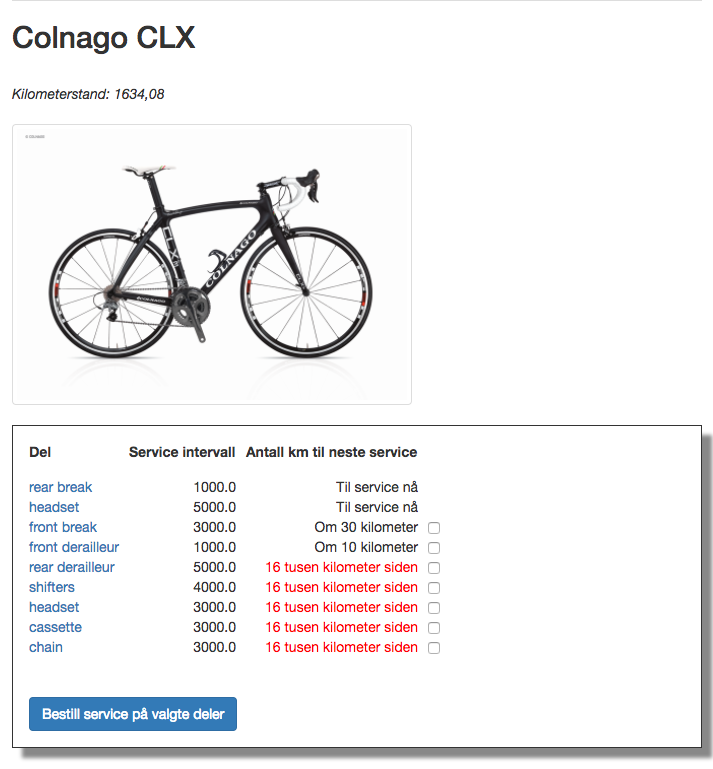 Colnago CLX
Kilometerstand: 1634,08
COLNAGO
CLX
COLNAGO
Del Service intervall Antall km til neste service
rear break 1000.0 Til service nå
headset 5000.0 Til service nå
front break 3000.0 Om 30 kilometer
front derailleur 1000.0 Om 10 kilometer
rear derailleur 5000.0 16 tusen kilometer siden
shifters 4000.0 16 tusen kilometer siden
headset 3000.0 16 tusen kilometer siden
cassette 3000.0 16 tusen kilometer siden
chain 3000.0 16 tusen kilometer siden
Bestill service på valgte deler